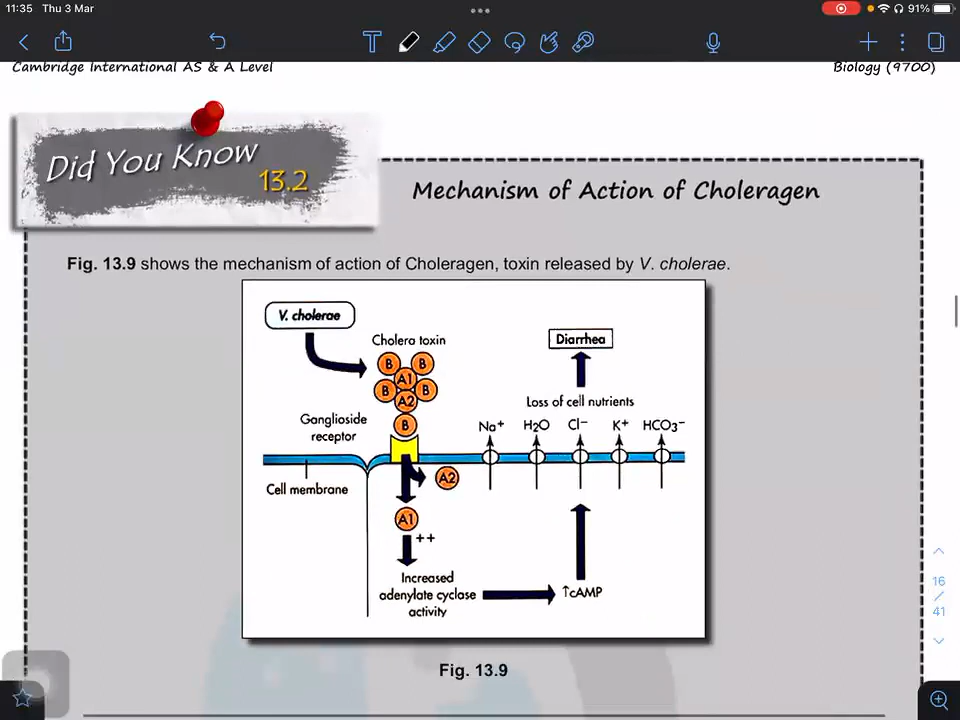 11:35 Thu 3 Mar
91%
Cambridge International AS & A Level
Biology (9700)
Did You Know
13.2
Mechanism of Action of Choleragen
Fig. 13.9 shows the mechanism of action of Choleragen, toxin released by V. cholerae.
V. cholerae
Cholera toxin
Diarrhea
B B
A1
B B
A2
B
Loss of cell nutrients
Ganglioside
receptor
Na⁺ H2O Cl⁻ K⁺ HCO3⁻
A2
Cell membrane
A1
++
Increased
adenylate cyclase
activity
↑cAMP
Fig. 13.9
16
/
41